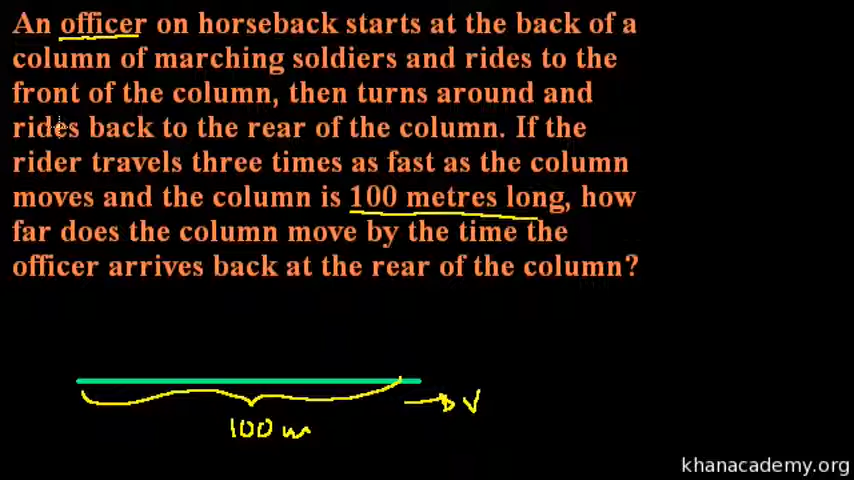 An officer on horseback starts at the back of a
column of marching soldiers and rides to the
front of the column, then turns around and
rides back to the rear of the column. If the
rider travels three times as fast as the column
moves and the column is 100 metres long, how
far does the column move by the time the
officer arrives back at the rear of the column?
V
100 m
khanacademy.org